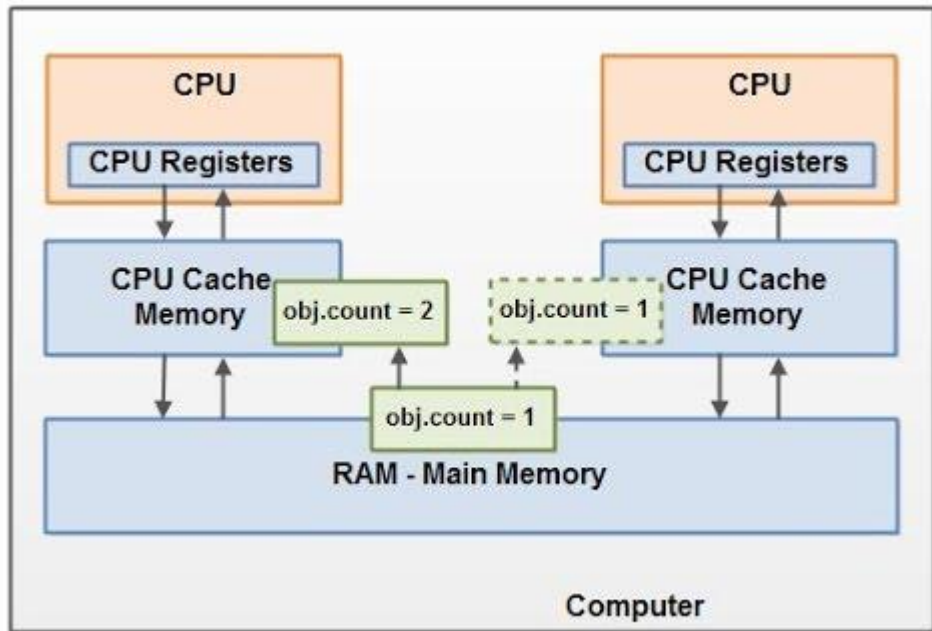 CPU
CPU
CPU Registers
CPU Registers
CPU Cache
Memory
obj.count = 2
obj.count = 1
CPU Cache
Memory
obj.count = 1
RAM - Main Memory
Computer